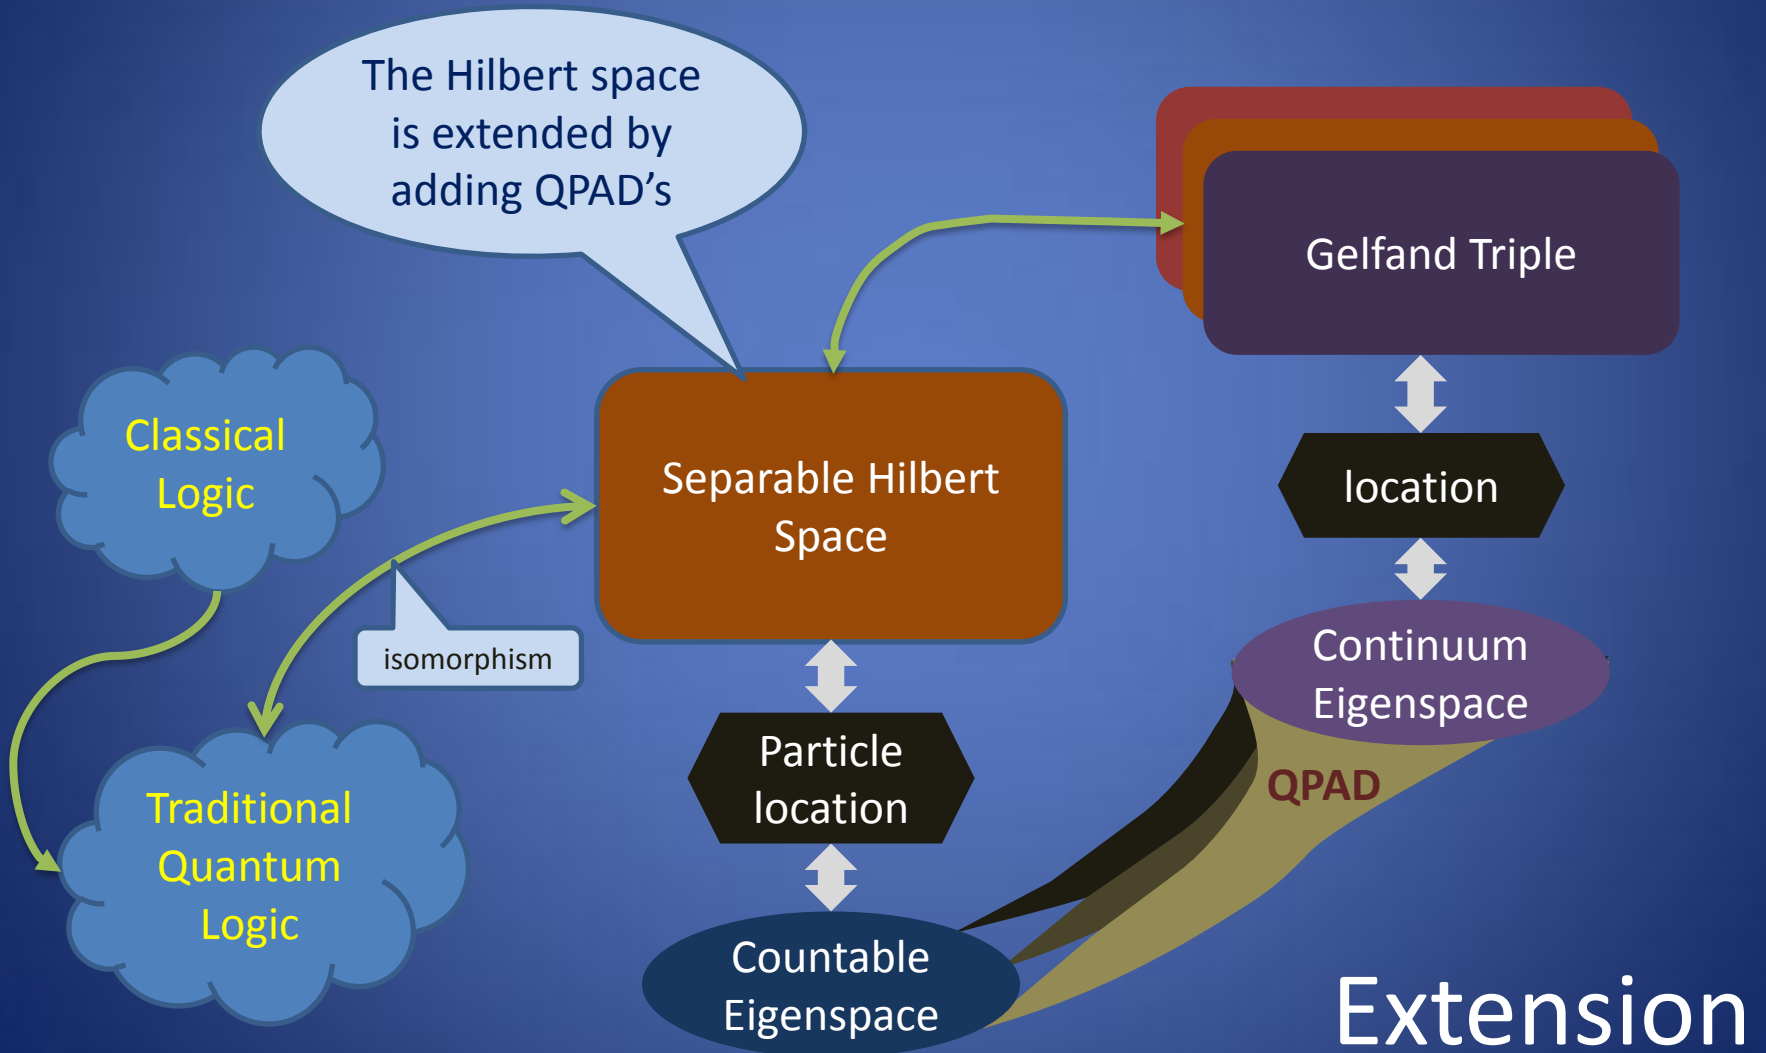 The Hilbert space
is extended by
adding QPAD’s
Gelfand Triple
Classical
Logic
Separable Hilbert
Space
location
isomorphism
Continuum
Eigenspace
Particle
location
QPAD
Traditional
Quantum
Logic
Countable
Eigenspace
Extension